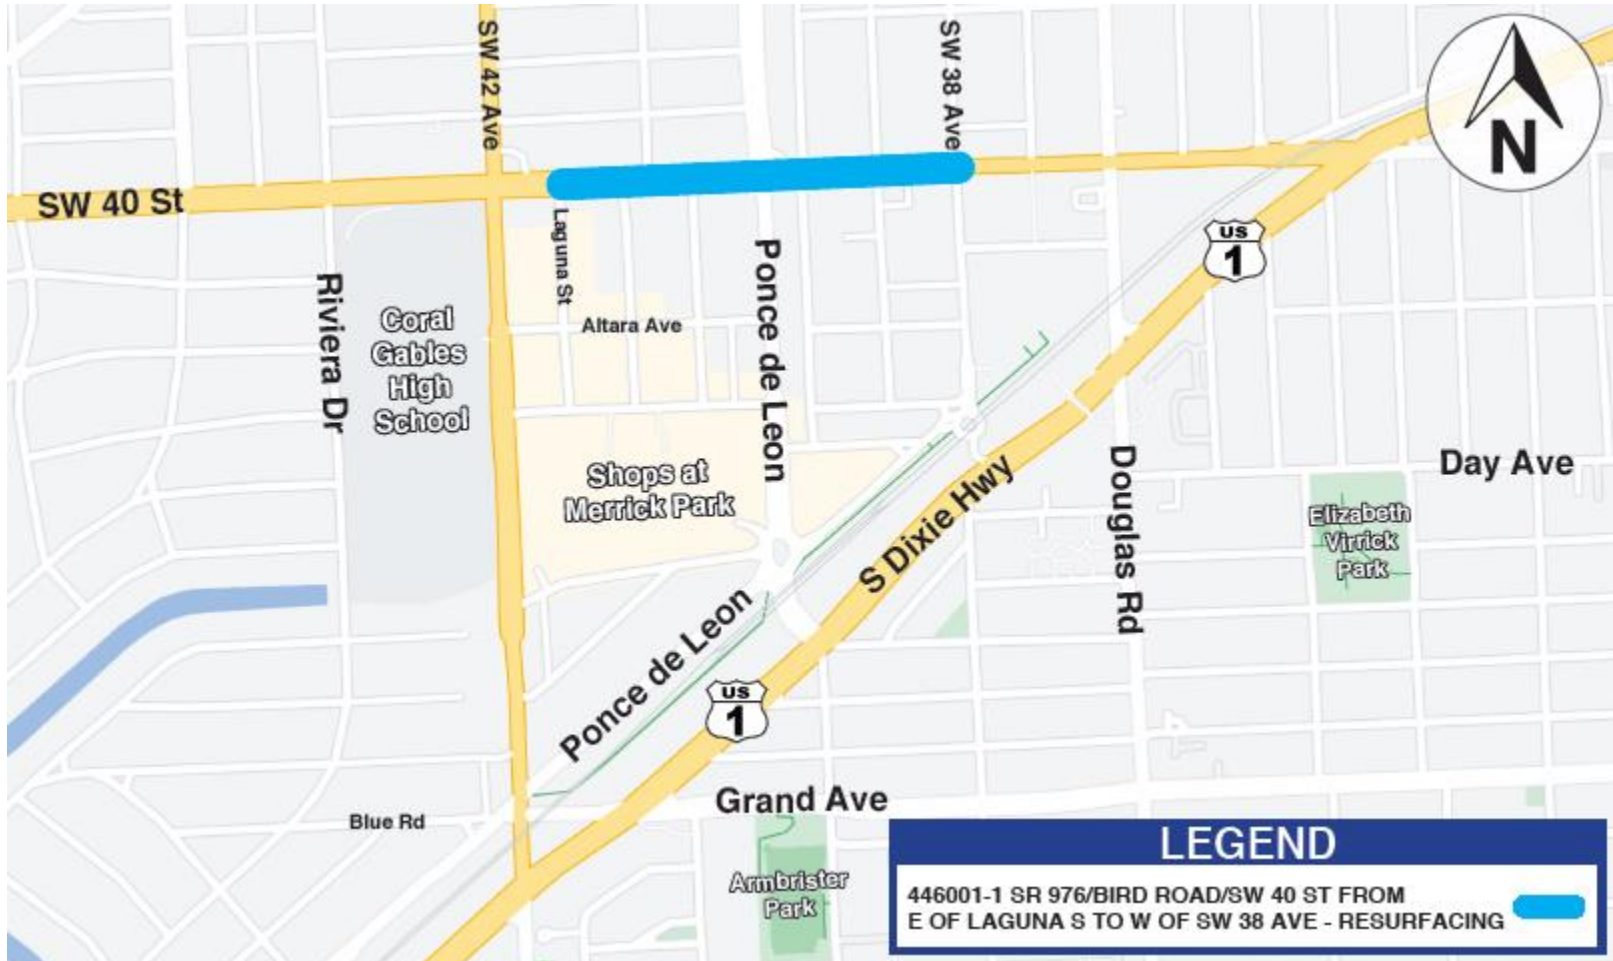 SW 42 Ave
SW 38 Ave
N
SW 40 St
Laguna St
Ponce de Leon
US
1
Riviera Dr
Coral
Gables
High
School
Altara Ave
Shops at
Merrick Park
S Dixie Hwy
Douglas Rd
Day Ave
Elizabeth
Virrick
Park
Ponce de Leon
US
1
Grand Ave
Blue Rd
Armbrister
Park
LEGEND
446001-1 SR 976/BIRD ROAD/SW 40 ST FROM
E OF LAGUNA S TO W OF SW 38 AVE - RESURFACING